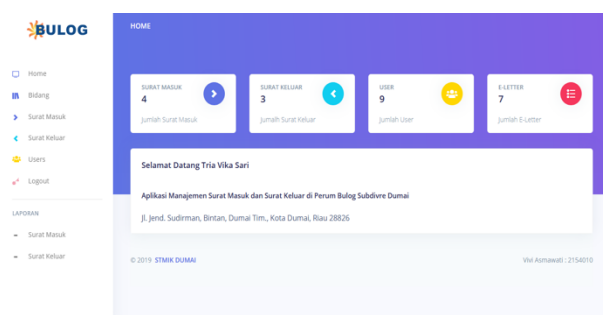 BULOG
HOME
Home
Bidang
Surat Masuk
Surat Keluar
Users
Logout
LAPORAN
Surat Masuk
Surat Keluar
SURAT MASUK
4
Jumlah Surat Masuk
SURAT KELUAR
3
Jumalh Surat Keluar
USER
9
Jumlah User
E-LETTER
7
Jumlah E-Letter
Selamat Datang Tria Vika Sari
Aplikasi Manajemen Surat Masuk dan Surat Keluar di Perum Bulog Subdivre Dumai
Jl. Jend. Sudirman, Bintan, Dumai Tim., Kota Dumai, Riau 28826
© 2019 STMIK DUMAI
Vivi Asmawati : 2154010